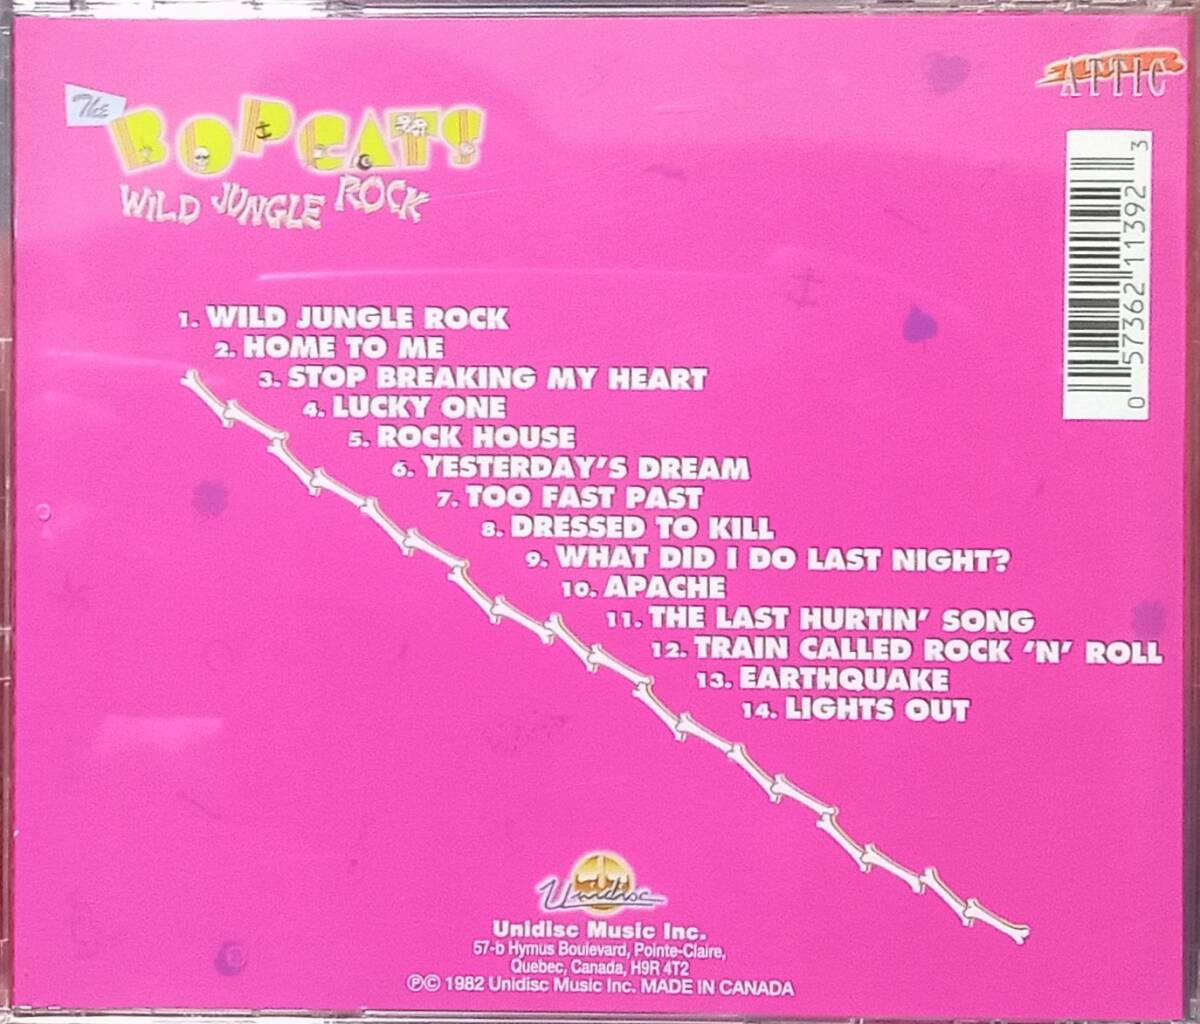 The
BOPCATS
WILD JUNGLE ROCK
ATTIC
0 57362 11392 3
1. WILD JUNGLE ROCK
2. HOME TO ME
3. STOP BREAKING MY HEART
4. LUCKY ONE
5. ROCK HOUSE
6. YESTERDAY'S DREAM
7. TOO FAST PAST
8. DRESSED TO KILL
9. WHAT DID I DO LAST NIGHT?
10. APACHE
11. THE LAST HURTIN' SONG
12. TRAIN CALLED ROCK 'N' ROLL
13. EARTHQUAKE
14. LIGHTS OUT
Unidisc
Unidisc Music Inc.
57-b Hymus Boulevard, Pointe-Claire,
Quebec, Canada, H9R 4T2
℗© 1982 Unidisc Music Inc. MADE IN CANADA